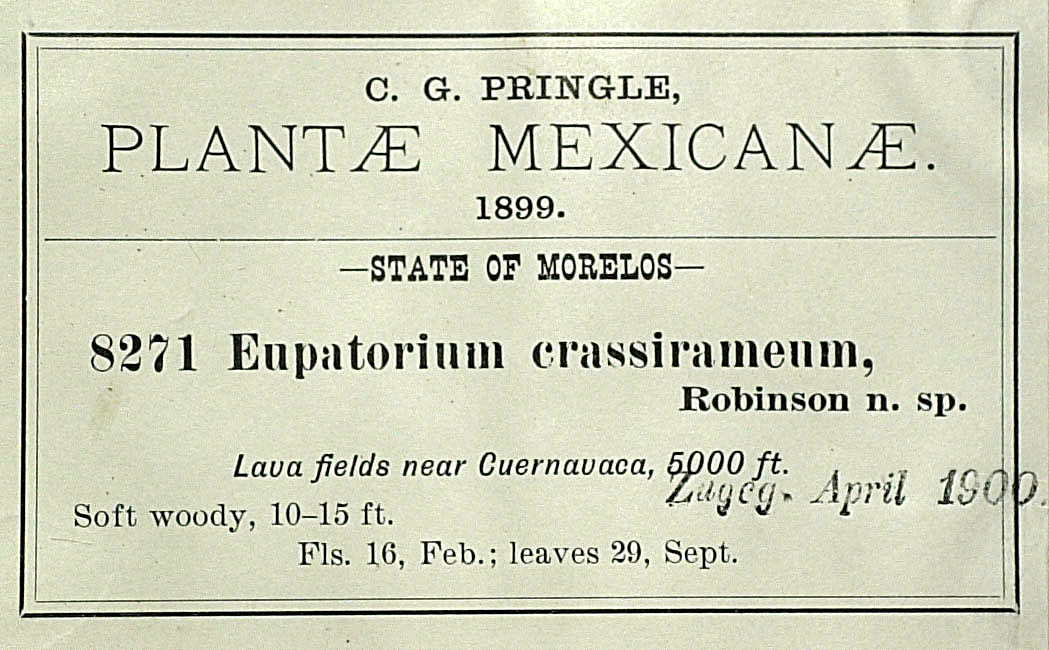 C. G. PRINGLE,
PLANTÆ MEXICANÆ.
1899.
—STATE OF MORELOS—
8271 Eupatorium crassirameum,
Robinson n. sp.
Lava fields near Cuernavaca, 5000 ft.
Zugeg. April 1900.
Soft woody, 10–15 ft.
Fls. 16, Feb.; leaves 29, Sept.